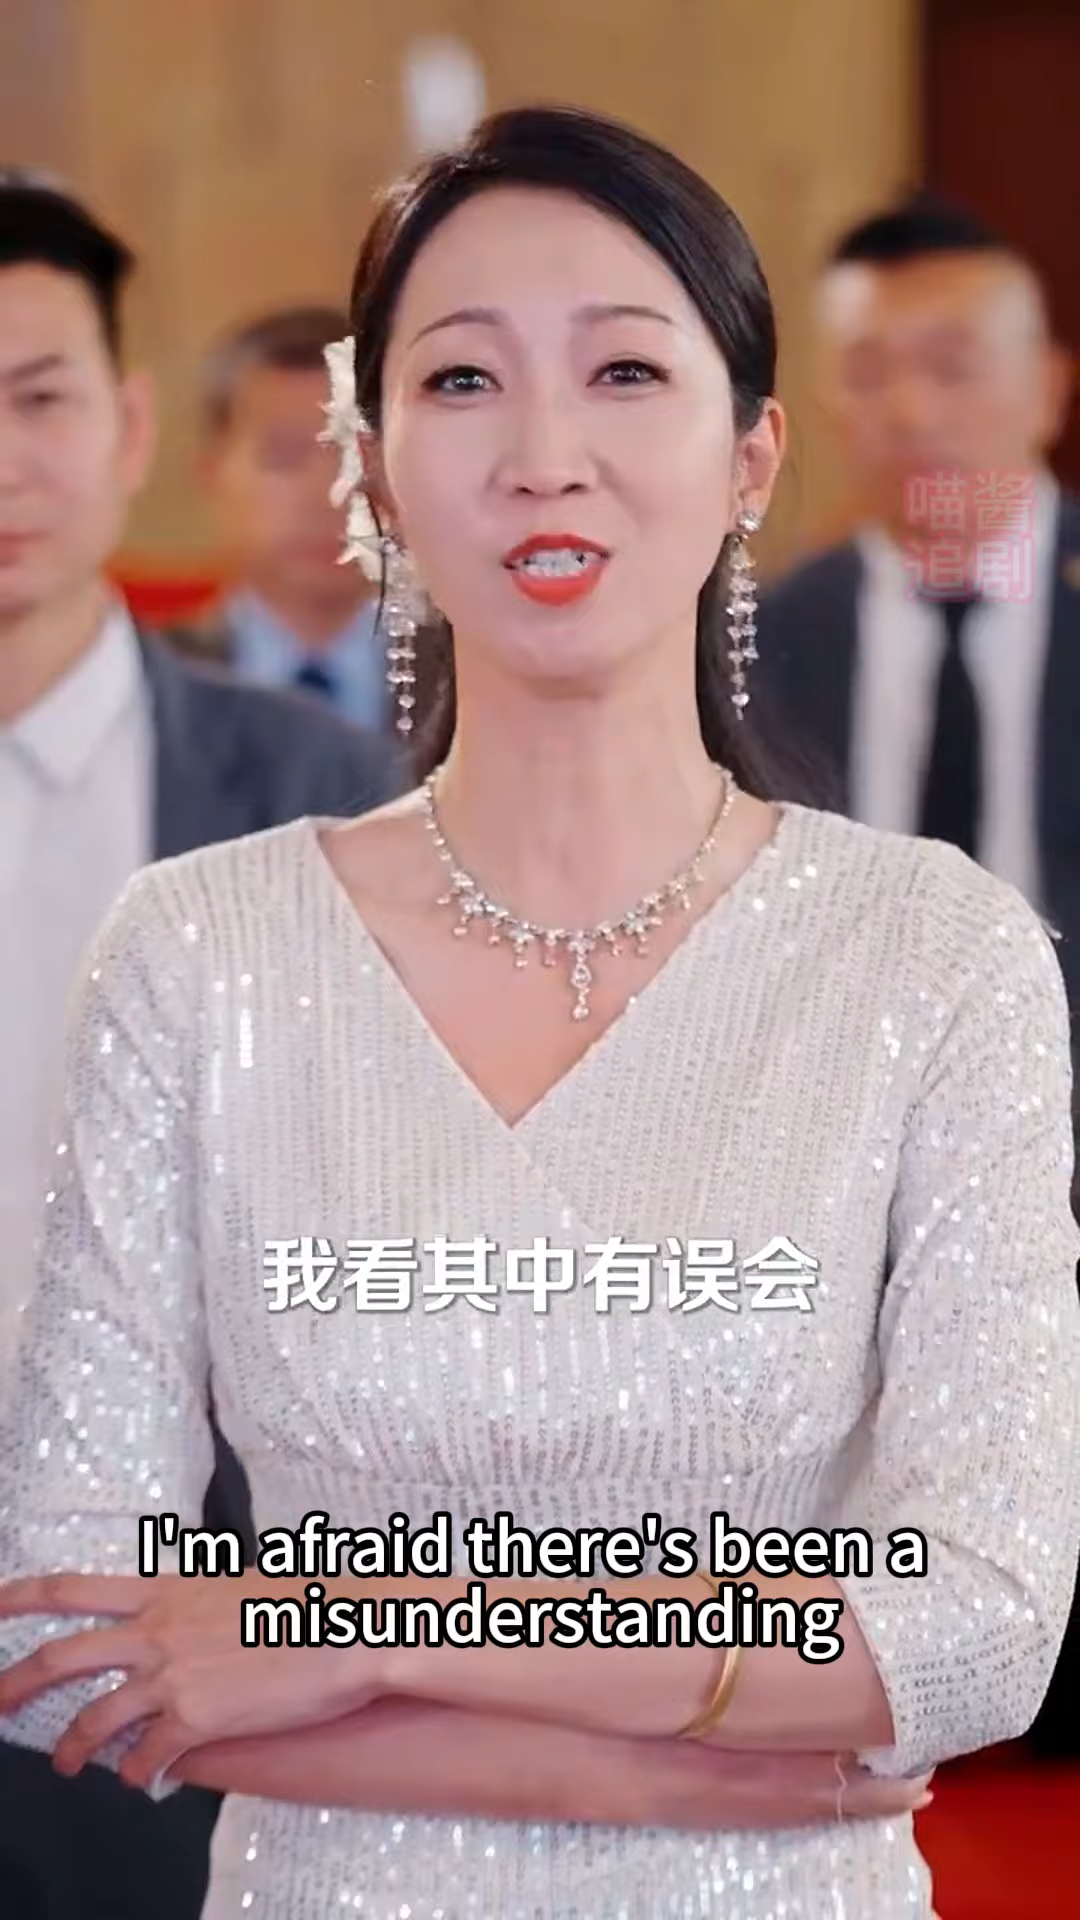 喵酱
追剧
我看其中有误会
I'm afraid there's been a
misunderstanding